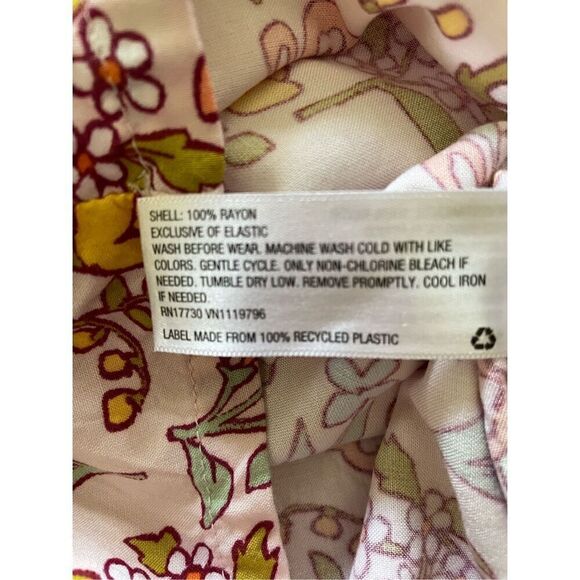 SHELL: 100% RAYON
EXCLUSIVE OF ELASTIC
WASH BEFORE WEAR. MACHINE WASH COLD WITH LIKE
COLORS. GENTLE CYCLE. ONLY NON-CHLORINE BLEACH IF
NEEDED. TUMBLE DRY LOW. REMOVE PROMPTLY. COOL IRON
IF NEEDED.
RN17730 VN1119796
LABEL MADE FROM 100% RECYCLED PLASTIC